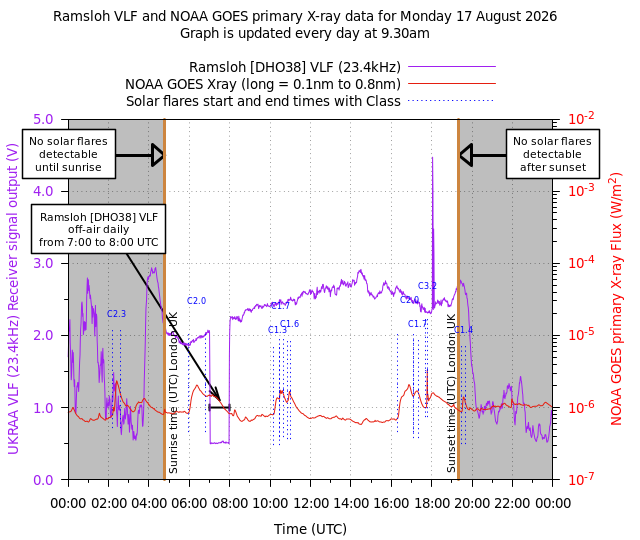 Ramsloh VLF and NOAA GOES primary X-ray data for Monday 17 August 2026
Graph is updated every day at 9.30am
Ramsloh [DHO38] VLF (23.4kHz)
NOAA GOES Xray (long = 0.1nm to 0.8nm)
Solar flares start and end times with Class
5.0
4.0
3.0
2.0
1.0
0.0
UKRAA VLF (23.4kHz) Receiver signal output (V)
10-2
10-3
10-4
10-5
10-6
10-7
NOAA GOES primary X-ray Flux (W/m2)
No solar flares
detectable
until sunrise
No solar flares
detectable
after sunset
Ramsloh [DHO38] VLF
off-air daily
from 7:00 to 8:00 UTC
C2.3
C2.0
C1.7
C1.3
C1.6
C2.0
C3.2
C1.7
C1.4
Sunrise time (UTC) London UK
Sunset time (UTC) London UK
00:00 02:00 04:00 06:00 08:00 10:00 12:00 14:00 16:00 18:00 20:00 22:00 00:00
Time (UTC)